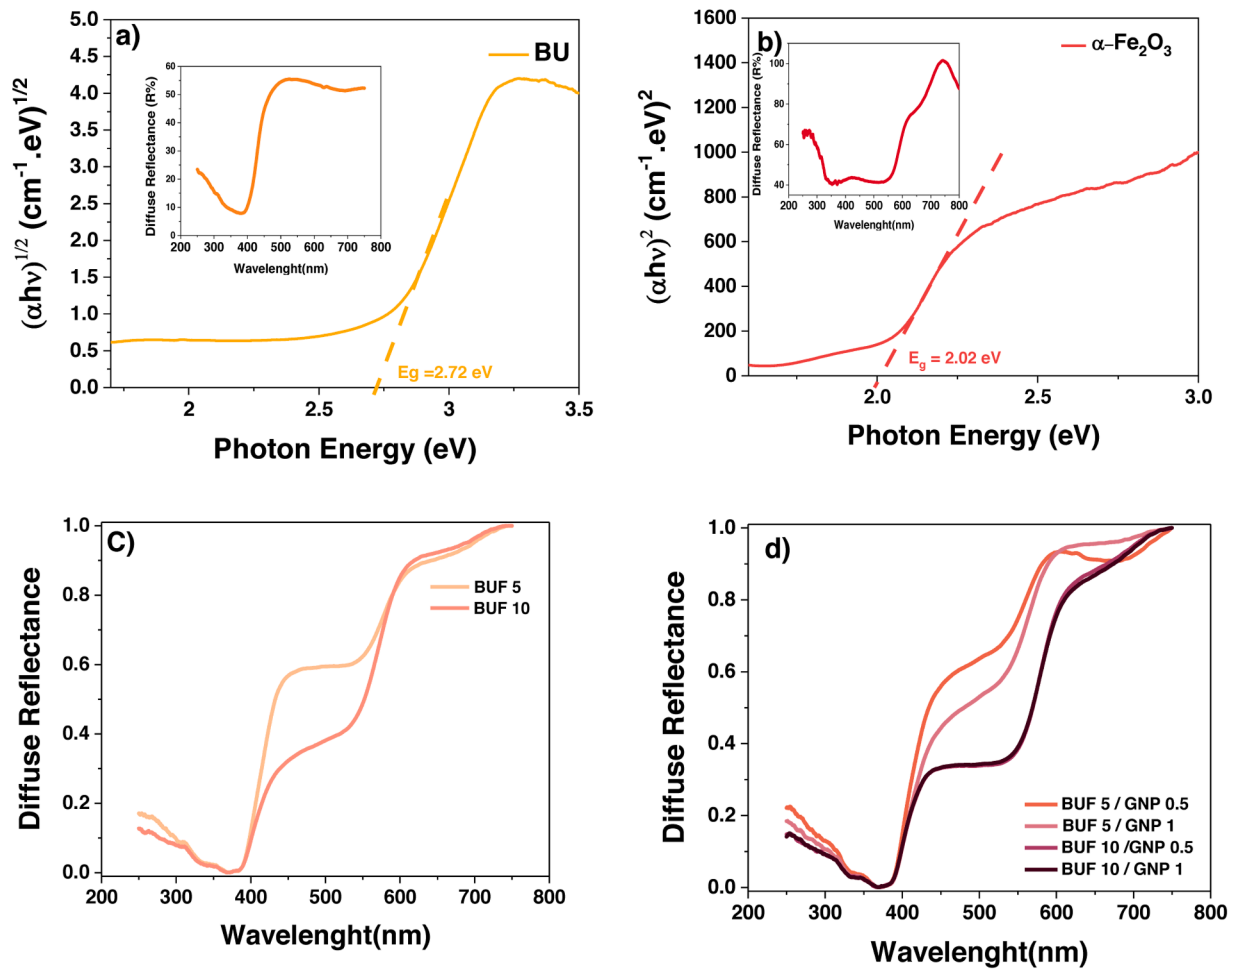 a)
BU
5.0
4.5
4.0
3.5
3.0
2.5
2.0
1.5
1.0
0.5
0.0
(αhν)1/2 (cm-1.eV)1/2
2
2.5
3
3.5
Photon Energy (eV)
Eg =2.72 eV
Diffuse Reflectance (R%)
60
50
40
30
20
10
0
200 300 400 500 600 700 800
Wavelenght(nm)
b)
α–Fe2O3
1600
1400
1200
1000
800
600
400
200
0
(αhν)2 (cm-1.eV)2
2.0
2.5
3.0
Photon Energy (eV)
Eg = 2.02 eV
Diffuse Reflectance (R%)
100
80
60
40
200 300 400 500 600 700 800
Wavelenght(nm)
C)
BUF 5
BUF 10
1.0
0.8
0.6
0.4
0.2
0.0
Diffuse Reflectance
200 300 400 500 600 700 800
Wavelenght(nm)
d)
1.0
0.8
0.6
0.4
0.2
0.0
Diffuse Reflectance
BUF 5 / GNP 0.5
BUF 5 / GNP 1
BUF 10 /GNP 0.5
BUF 10 / GNP 1
200 300 400 500 600 700 800
Wavelenght(nm)